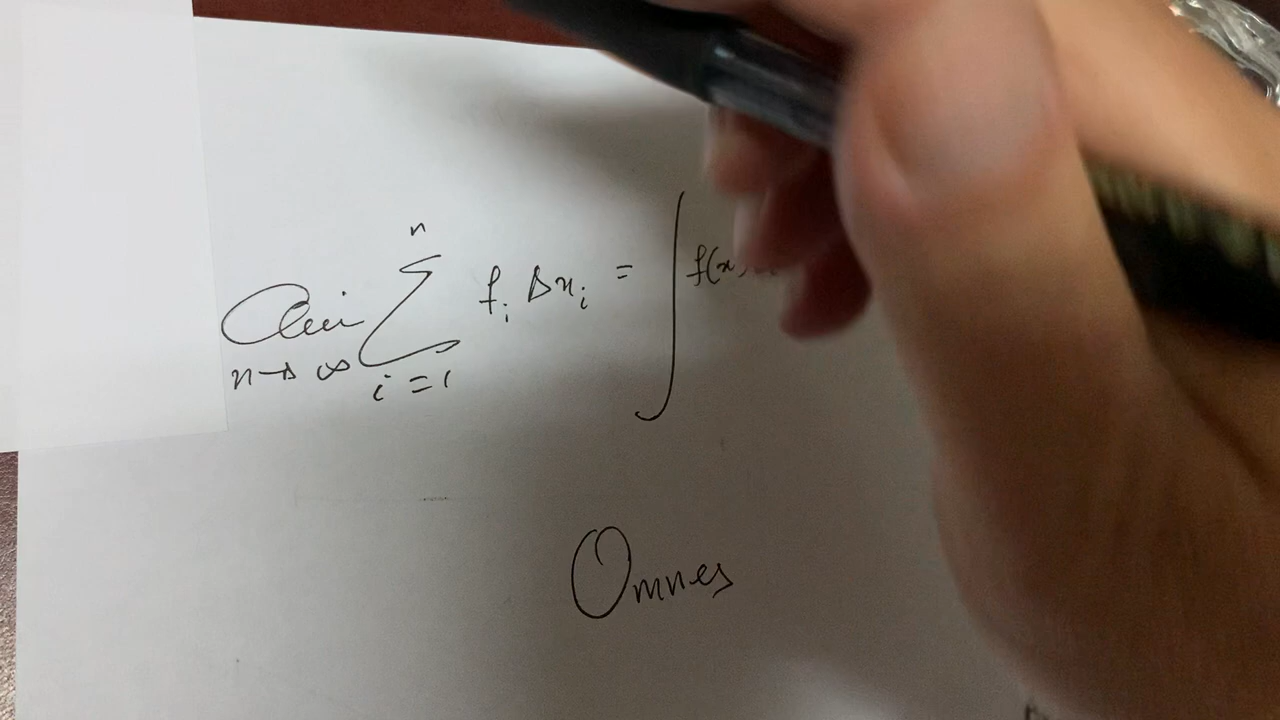 lim n→∞ n Σ i=1 f_i Δx_i = ∫ f(x)
Omnes